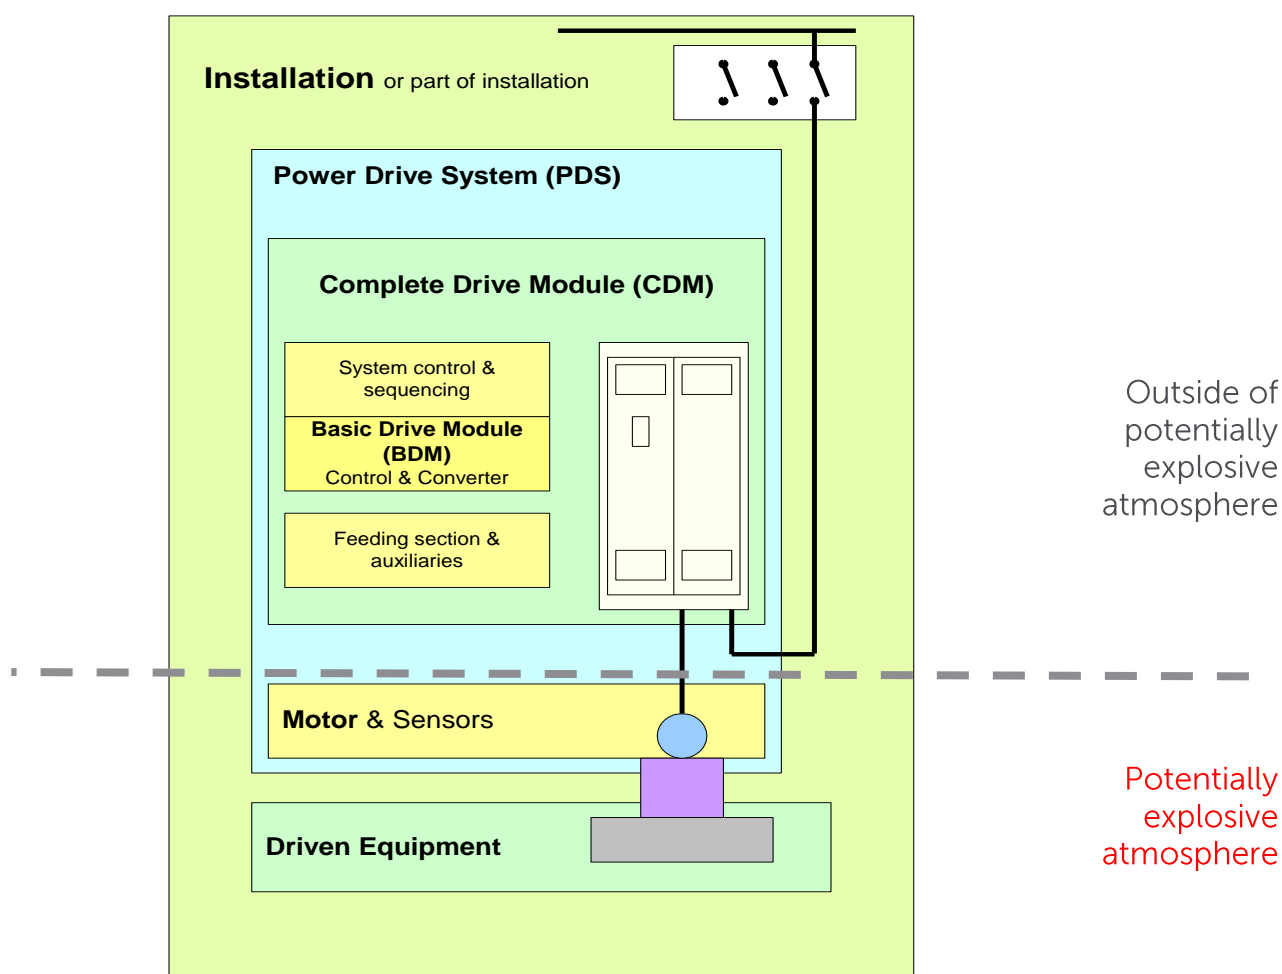 Installation or part of installation
Power Drive System (PDS)
Complete Drive Module (CDM)
System control &
sequencing
Basic Drive Module
(BDM)
Control & Converter
Feeding section &
auxiliaries
Outside of
potentially
explosive
atmosphere
Motor & Sensors
Driven Equipment
Potentially
explosive
atmosphere